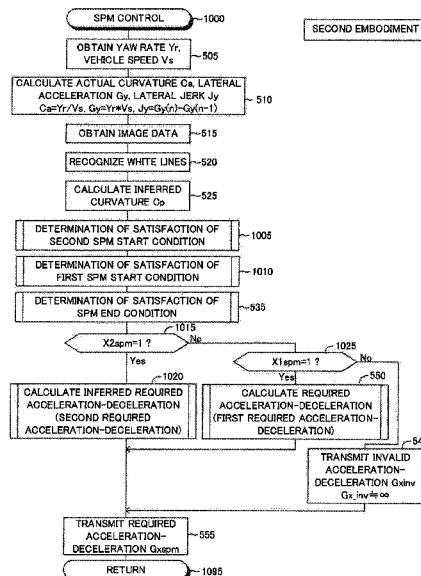 SPM CONTROL
1000
SECOND EMBODIMENT
OBTAIN YAW RATE Yr,
VEHICLE SPEED Vs
505
CALCULATE ACTUAL CURVATURE Ca, LATERAL
ACCELERATION Gy, LATERAL JERK Jy
Ca=Yr/Vs, Gy=Yr*Vs, Jy=Gy(n)-Gy(n-1)
510
OBTAIN IMAGE DATA
515
RECOGNIZE WHITE LINES
520
CALCULATE INFERRED
CURVATURE Cp
525
DETERMINATION OF SATISFACTION OF
SECOND SPM START CONDITION
1005
DETERMINATION OF SATISFACTION OF
FIRST SPM START CONDITION
1010
DETERMINATION OF SATISFACTION OF
SPM END CONDITION
535
1015
X2spm=1 ?
No
Yes
1025
X1spm=1 ?
No
Yes
1020
CALCULATE INFERRED REQUIRED
ACCELERATION-DECELERATION
(SECOND REQUIRED
ACCELERATION-DECELERATION)
550
CALCULATE REQUIRED
ACCELERATION-DECELERATION
(FIRST REQUIRED ACCELERATION-
DECELERATION)
54
TRANSMIT INVALID
ACCELERATION-
DECELERATION Gxinv
Gx_inv≒∞
TRANSMIT REQUIRED
ACCELERATION-
DECELERATION Gxspm
555
RETURN
1095